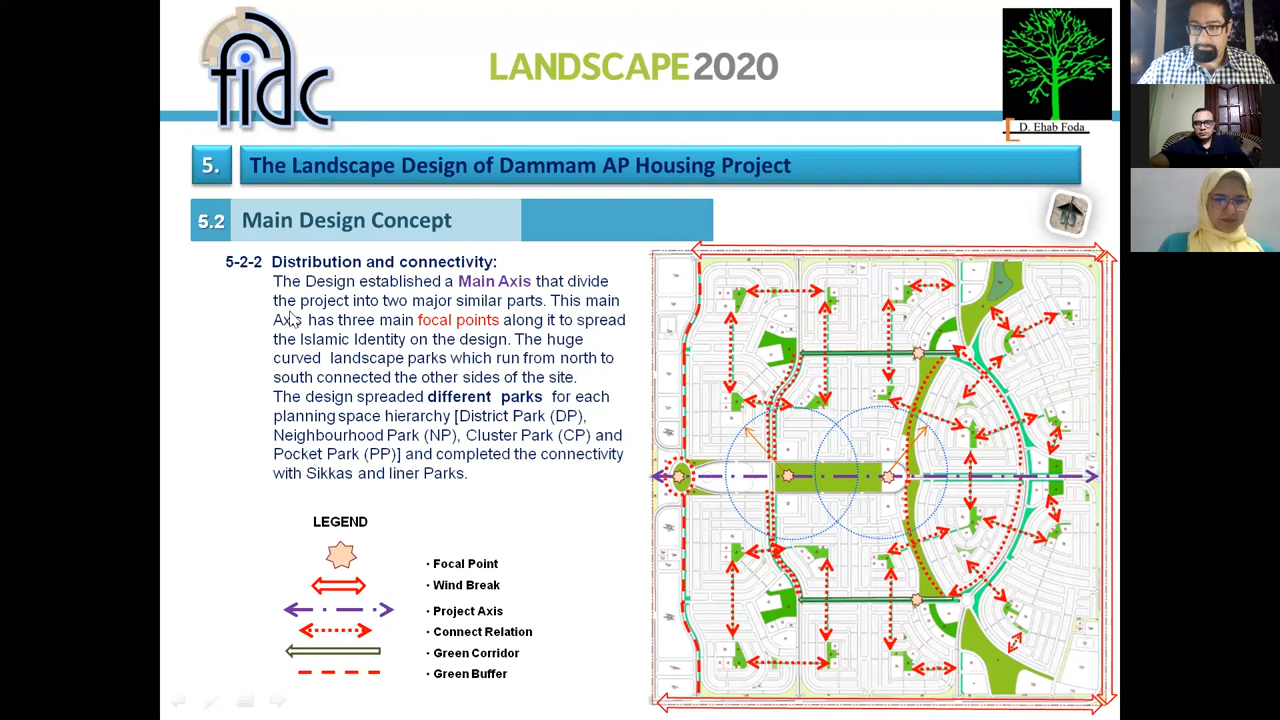 fidc
LANDSCAPE2020
D. Ehab Foda
5. The Landscape Design of Dammam AP Housing Project
5.2 Main Design Concept
5-2-2 Distribution and connectivity:
The Design established a Main Axis that divide
the project into two major similar parts. This main
Axis has three main focal points along it to spread
the Islamic Identity on the design. The huge
curved landscape parks which run from north to
south connected the other sides of the site.
The design spreaded different parks for each
planning space hierarchy [District Park (DP),
Neighbourhood Park (NP), Cluster Park (CP) and
Pocket Park (PP)] and completed the connectivity
with Sikkas and liner Parks.
LEGEND
· Focal Point
· Wind Break
· Project Axis
· Connect Relation
· Green Corridor
· Green Buffer